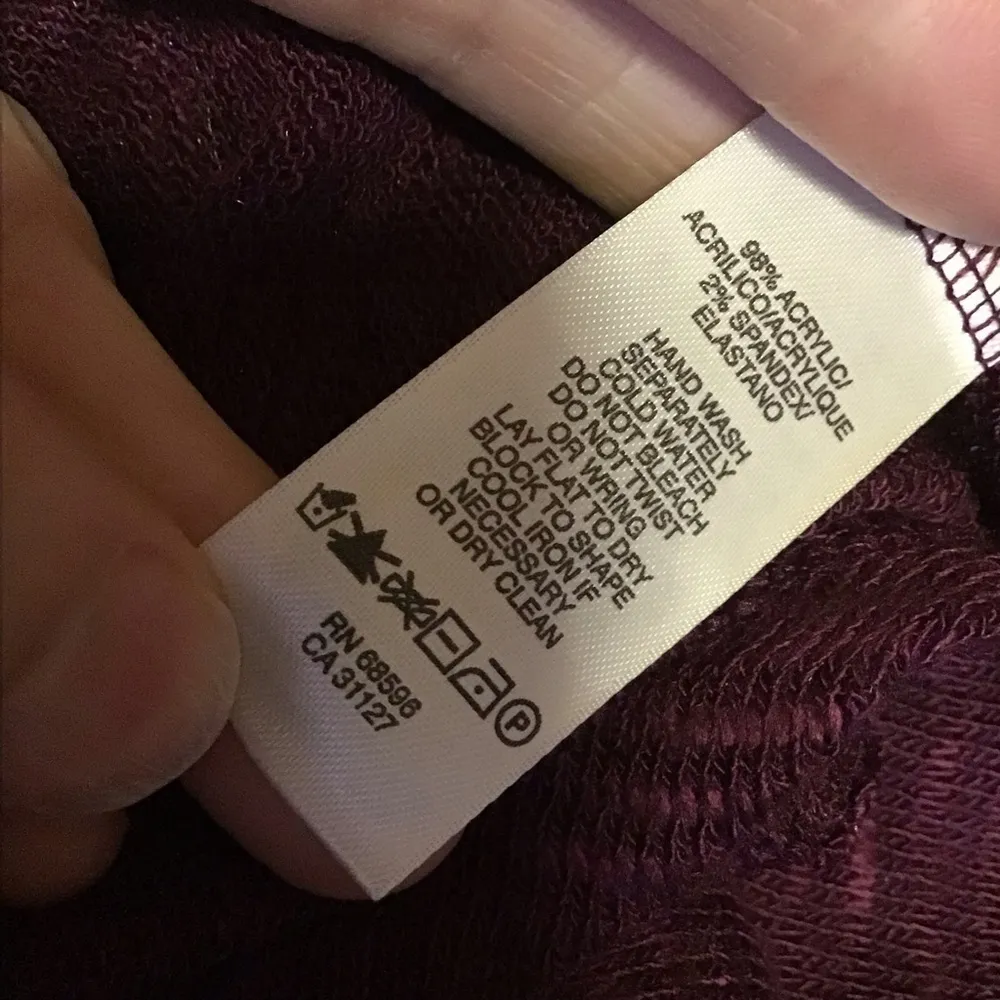 98% ACRYLIC/
ACRILICO/ACRYLIQUE
2% SPANDEX/
ELASTANO
HAND WASH
SEPARATELY
COLD WATER
DO NOT BLEACH
DO NOT TWIST
OR WRING
LAY FLAT TO DRY
BLOCK TO SHAPE
COOL IRON IF
NECESSARY
OR DRY CLEAN
P
RN 68596
CA 31127